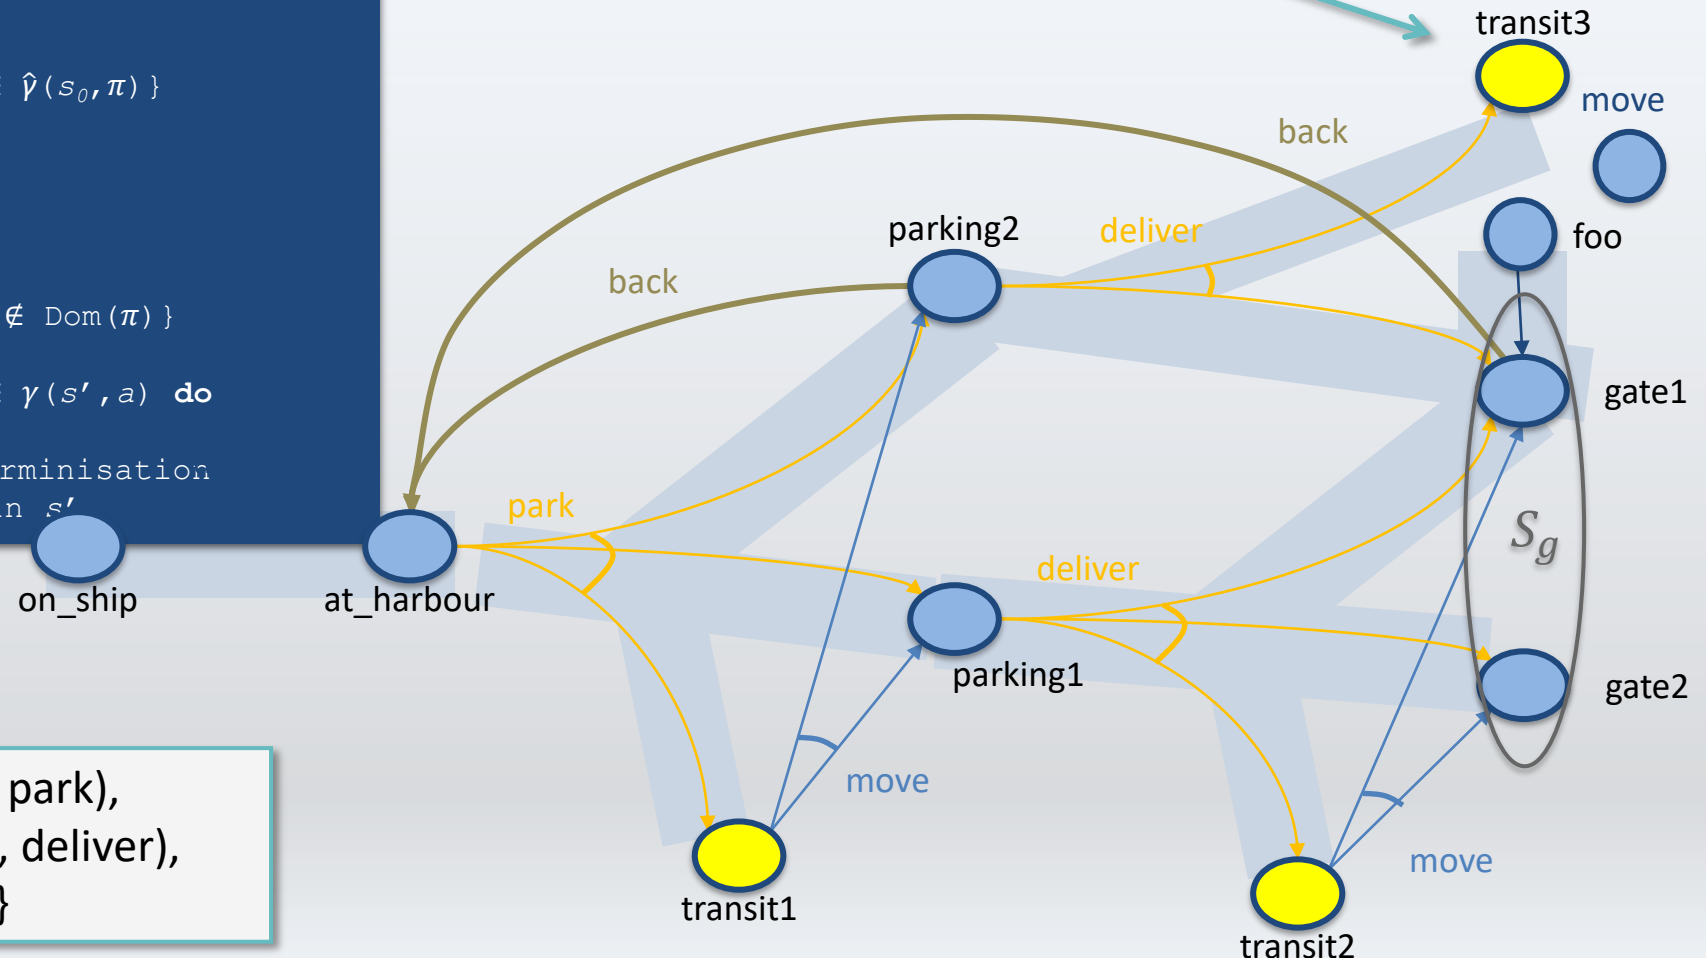 γ̂(s₀,π)}
∉ Dom(π)}
γ(s′,a) do
rminisation
n s′
on_ship
at_harbour
park),
, deliver),
}
transit3
move
back
foo
parking2
deliver
back
gate1
park
S_g
deliver
parking1
gate2
move
transit1
move
transit2